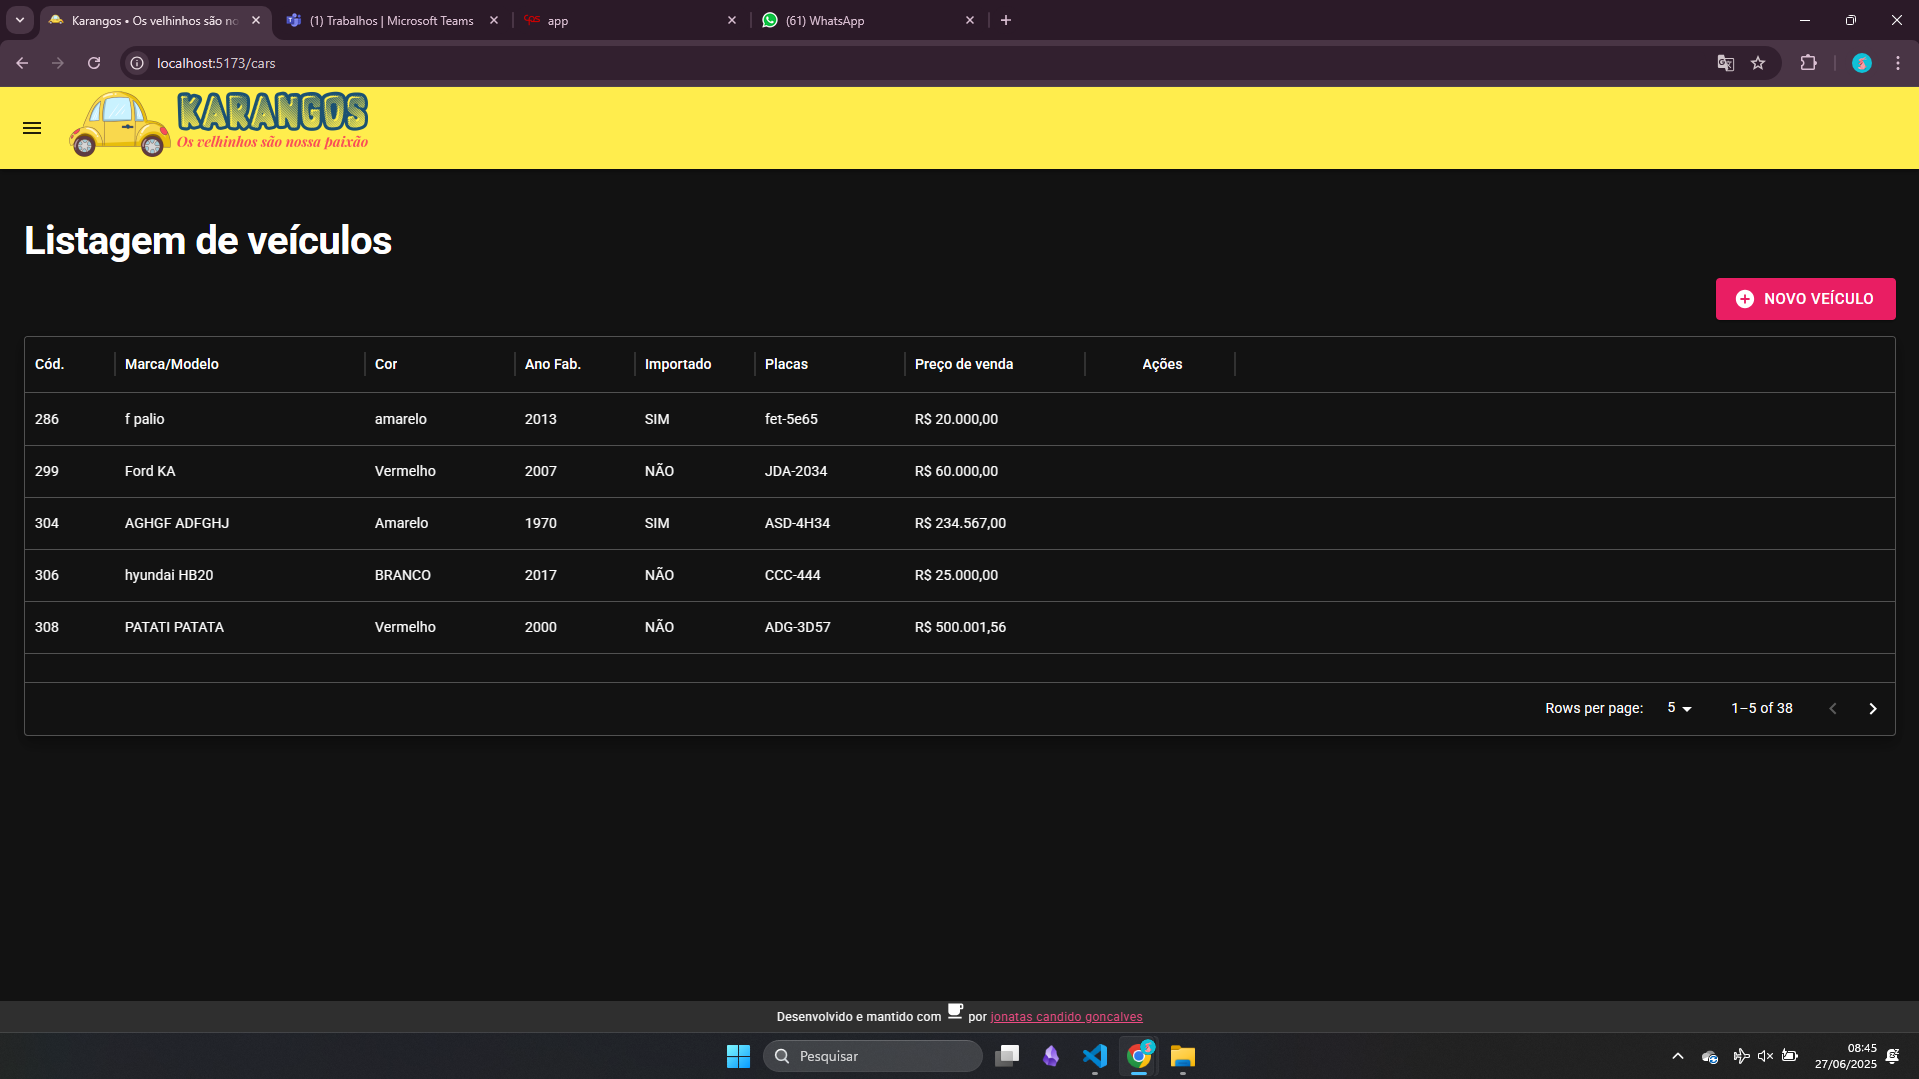 Karangos • Os velhinhos são no
(1) Trabalhos | Microsoft Teams
app
(61) WhatsApp
localhost:5173/cars
KARANGOS
Os velhinhos são nossa paixão
Listagem de veículos
NOVO VEÍCULO
Cód. Marca/Modelo Cor Ano Fab. Importado Placas Preço de venda Ações
286 f palio amarelo 2013 SIM fet-5e65 R$ 20.000,00
299 Ford KA Vermelho 2007 NÃO JDA-2034 R$ 60.000,00
304 AGHGF ADFGHJ Amarelo 1970 SIM ASD-4H34 R$ 234.567,00
306 hyundai HB20 BRANCO 2017 NÃO CCC-444 R$ 25.000,00
308 PATATI PATATA Vermelho 2000 NÃO ADG-3D57 R$ 500.001,56
Rows per page: 5 1–5 of 38
Desenvolvido e mantido com por jonatas candido goncalves
Pesquisar
08:45
27/06/2025